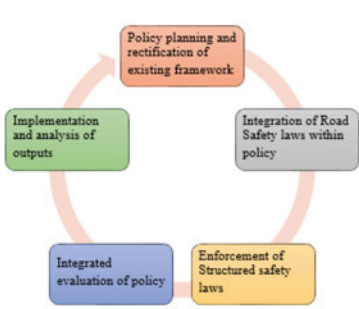 Policy planning and
rectification of
existing framework
Integration of Road
Safety laws within
policy
Enforcement of
Structured safety
laws
Integrated
evaluation of policy
Implementation
and analysis of
outputs